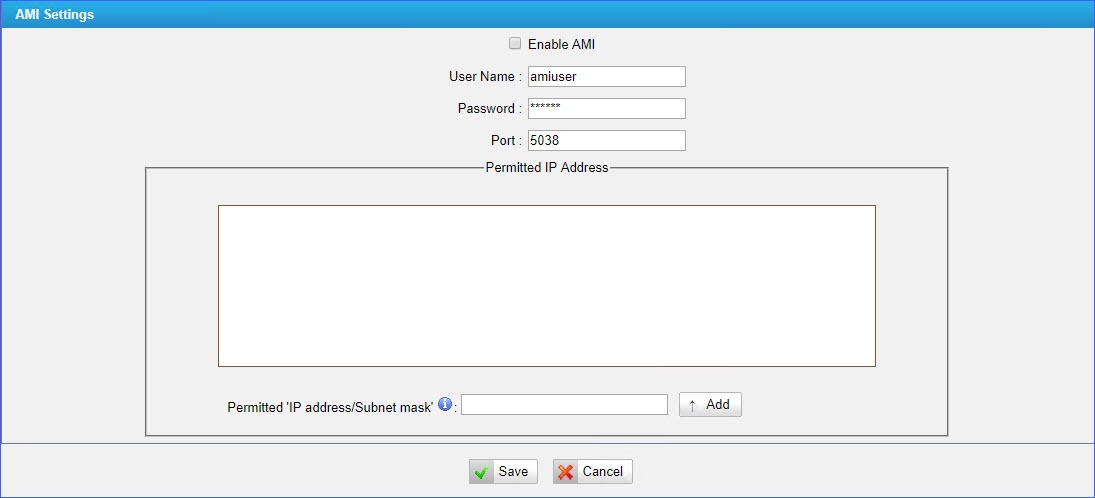 AMI Settings
Enable AMI
User Name : amiuser
Password : ******
Port : 5038
Permitted IP Address
Permitted 'IP address/Subnet mask' i : ↑ Add
Save Cancel